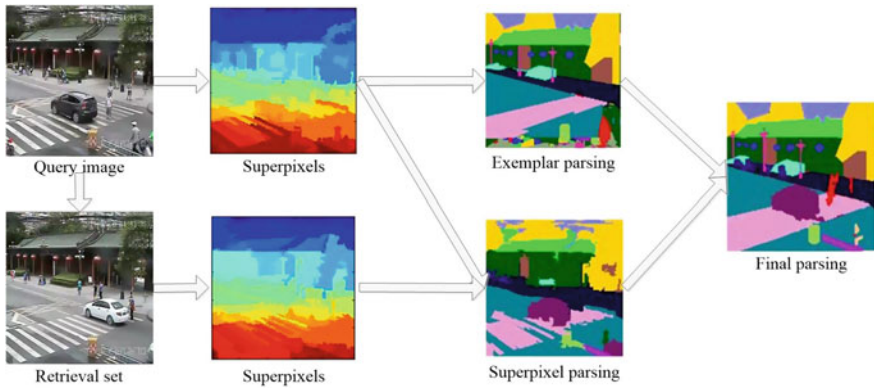 Query image
Superpixels
Exemplar parsing
Final parsing
Retrieval set
Superpixels
Superpixel parsing